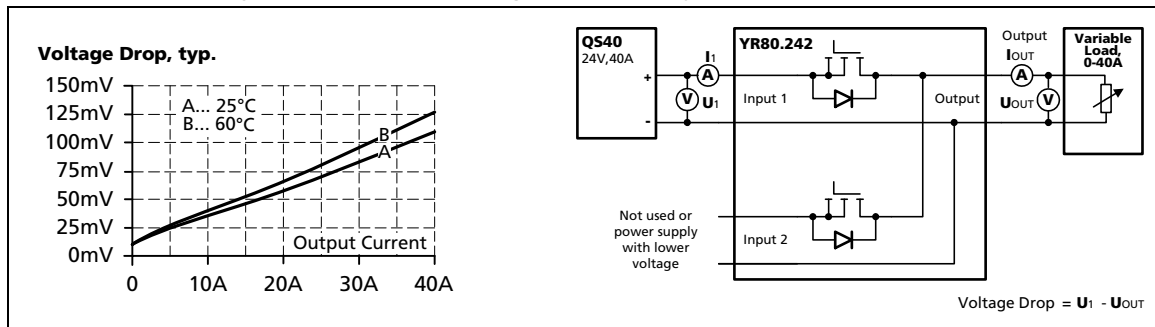 Voltage Drop, typ.
150mV
125mV
100mV
75mV
50mV
25mV
0mV
A... 25°C
B... 60°C
B
A
Output Current
0 10A 20A 30A 40A
QS40
24V,40A
+
-
I1
A
V U1
YR80.242
Input 1
Output
Input 2
Not used or
power supply
with lower
voltage
Output
IOUT
A
UOUT V
Variable
Load,
0-40A
Voltage Drop = U1 - UOUT